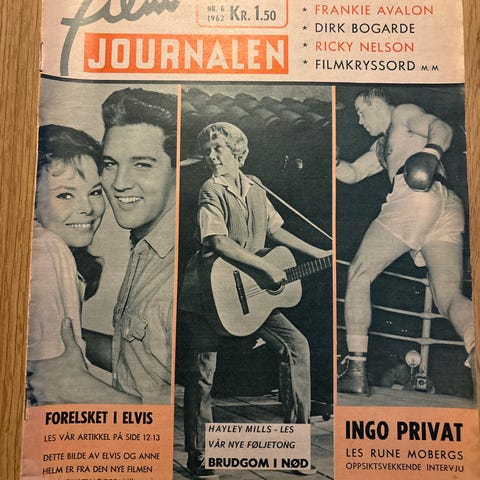 film
NR. 6
1962
KR. 1.50
JOURNALEN
* FRANKIE AVALON
* DIRK BOGARDE
* RICKY NELSON
* FILMKRYSSORD M. M.
FORELSKET I ELVIS
LES VÅR ARTIKKEL PÅ SIDE 12-13
DETTE BILDE AV ELVIS OG ANNE
HELM ER FRA DEN NYE FILMEN
HAYLEY MILLS - LES
VÅR NYE FØLJETONG
BRUDGOM I NØD
INGO PRIVAT
LES RUNE MOBERGS
OPPSIKTSVEKKENDE INTERVJU